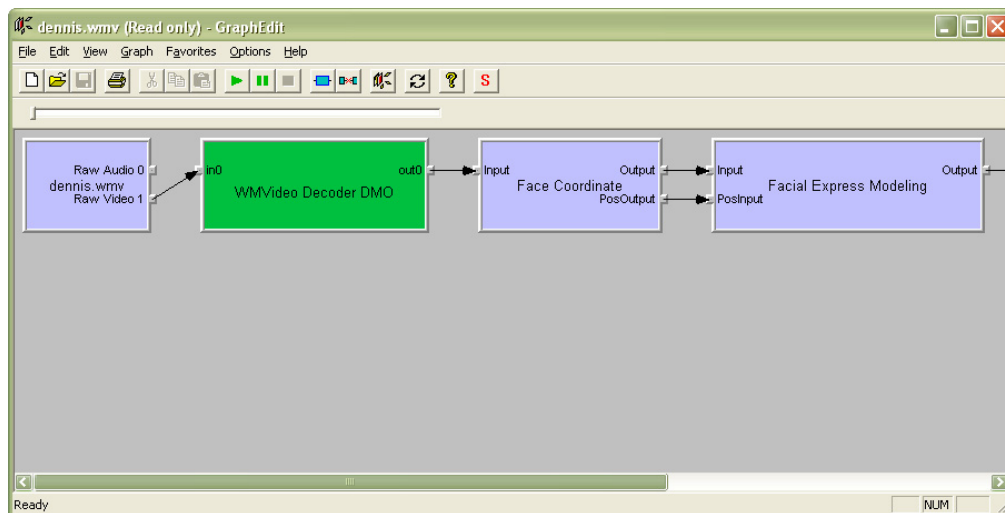 dennis.wmv (Read only) - GraphEdit
File Edit View Graph Favorites Options Help
S
Raw Audio 0
dennis.wmv
Raw Video 1
in0
WMVideo Decoder DMO
out0
Input
Face Coordinate
Output
PosOutput
Input
Facial Express Modeling
Output
PosInput
Ready
NUM